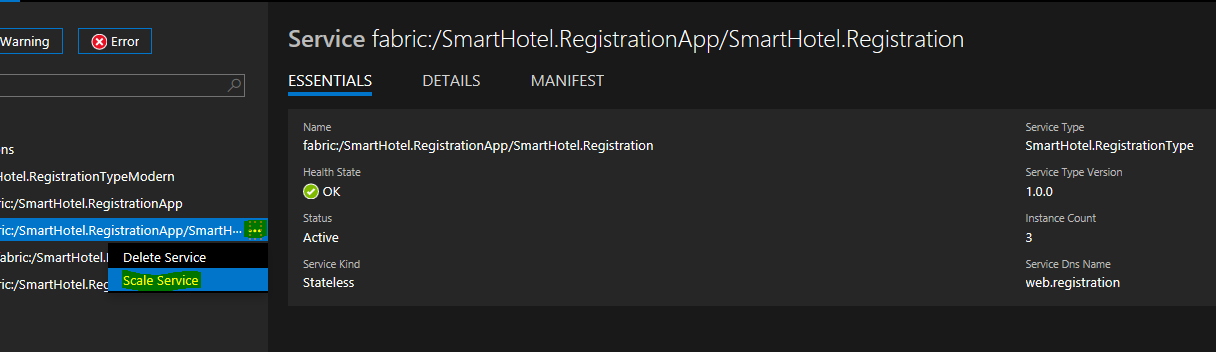 Warning
Error
ons
Hotel.RegistrationTypeModern
ric:/SmartHotel.RegistrationApp
ric:/SmartHotel.RegistrationApp/SmartH... ...
Delete Service
fabric:/SmartHotel.
Scale Service
ric:/SmartHotel.Reg
Service fabric:/SmartHotel.RegistrationApp/SmartHotel.Registration
ESSENTIALS DETAILS MANIFEST
Name
fabric:/SmartHotel.RegistrationApp/SmartHotel.Registration
Health State
OK
Status
Active
Service Kind
Stateless
Service Type
SmartHotel.RegistrationType
Service Type Version
1.0.0
Instance Count
3
Service Dns Name
web.registration